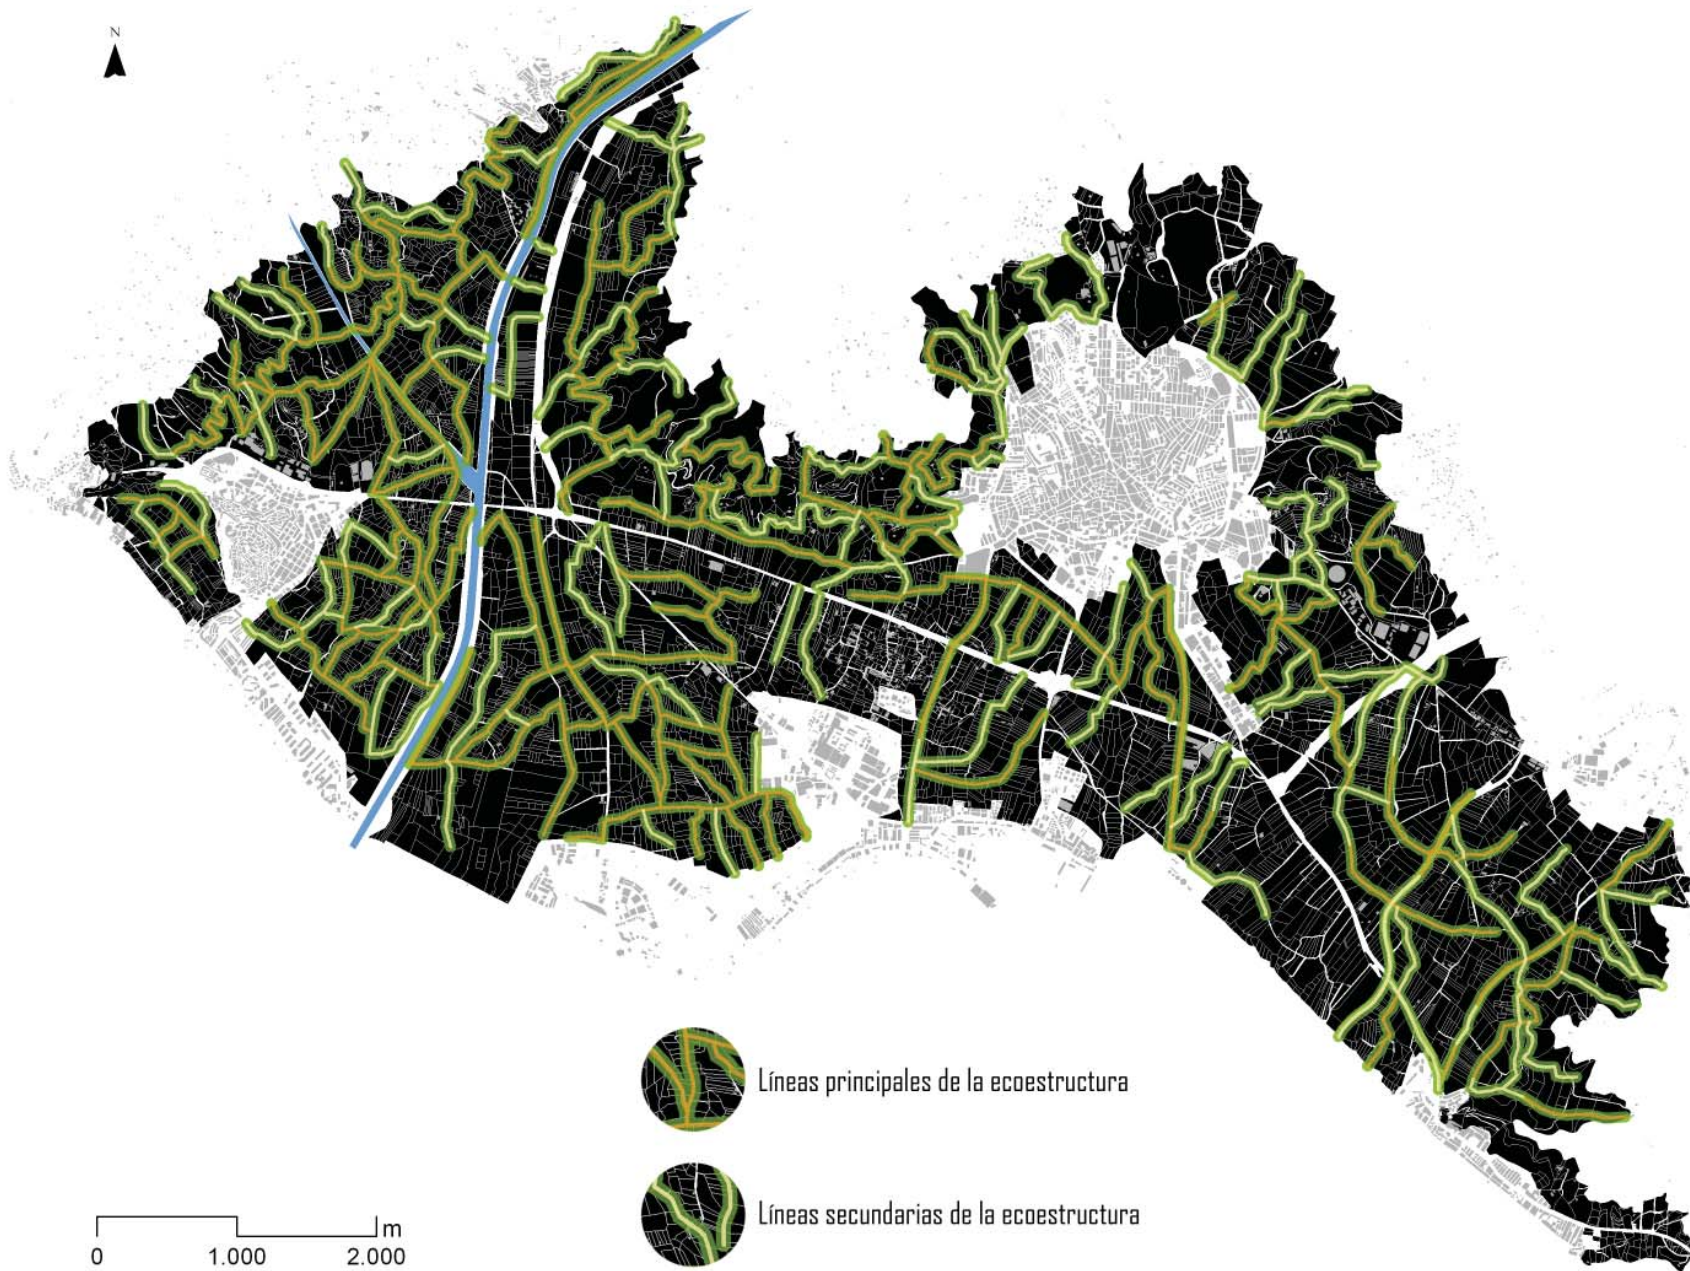 N
Líneas principales de la ecoestructura
Líneas secundarias de la ecoestructura
m
0 1.000 2.000